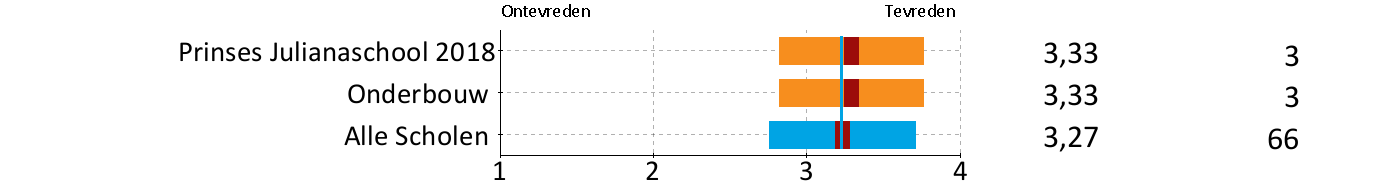 Ontevreden Tevreden
Prinses Julianaschool 2018 3,33 3
Onderbouw 3,33 3
Alle Scholen 3,27 66
1 2 3 4